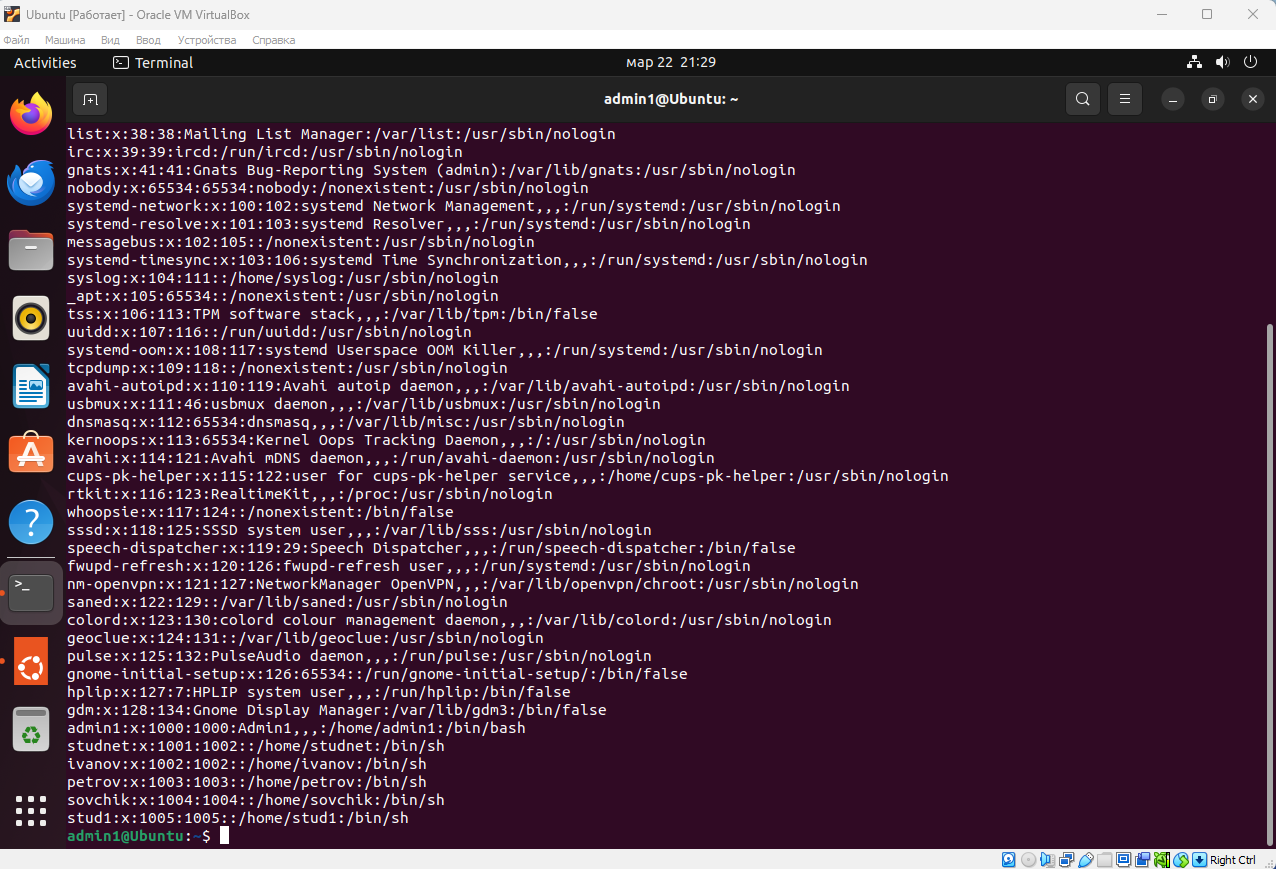 Ubuntu [Работает] - Oracle VM VirtualBox
Файл Машина Вид Ввод Устройства Справка
Activities Terminal мар 22 21:29
admin1@Ubuntu: ~
list:x:38:38:Mailing List Manager:/var/list:/usr/sbin/nologin
irc:x:39:39:ircd:/run/ircd:/usr/sbin/nologin
gnats:x:41:41:Gnats Bug-Reporting System (admin):/var/lib/gnats:/usr/sbin/nologin
nobody:x:65534:65534:nobody:/nonexistent:/usr/sbin/nologin
systemd-network:x:100:102:systemd Network Management,,,:/run/systemd:/usr/sbin/nologin
systemd-resolve:x:101:103:systemd Resolver,,,:/run/systemd:/usr/sbin/nologin
messagebus:x:102:105::/nonexistent:/usr/sbin/nologin
systemd-timesync:x:103:106:systemd Time Synchronization,,,:/run/systemd:/usr/sbin/nologin
syslog:x:104:111::/home/syslog:/usr/sbin/nologin
_apt:x:105:65534::/nonexistent:/usr/sbin/nologin
tss:x:106:113:TPM software stack,,,:/var/lib/tpm:/bin/false
uuidd:x:107:116::/run/uuidd:/usr/sbin/nologin
systemd-oom:x:108:117:systemd Userspace OOM Killer,,,:/run/systemd:/usr/sbin/nologin
tcpdump:x:109:118::/nonexistent:/usr/sbin/nologin
avahi-autoipd:x:110:119:Avahi autoip daemon,,,:/var/lib/avahi-autoipd:/usr/sbin/nologin
usbmux:x:111:46:usbmux daemon,,,:/var/lib/usbmux:/usr/sbin/nologin
dnsmasq:x:112:65534:dnsmasq,,,:/var/lib/misc:/usr/sbin/nologin
kernoops:x:113:65534:Kernel Oops Tracking Daemon,,,:/:/usr/sbin/nologin
avahi:x:114:121:Avahi mDNS daemon,,,:/run/avahi-daemon:/usr/sbin/nologin
cups-pk-helper:x:115:122:user for cups-pk-helper service,,,:/home/cups-pk-helper:/usr/sbin/nologin
rtkit:x:116:123:RealtimeKit,,,:/proc:/usr/sbin/nologin
whoopsie:x:117:124::/nonexistent:/bin/false
sssd:x:118:125:SSSD system user,,,:/var/lib/sss:/usr/sbin/nologin
speech-dispatcher:x:119:29:Speech Dispatcher,,,:/run/speech-dispatcher:/bin/false
fwupd-refresh:x:120:126:fwupd-refresh user,,,:/run/systemd:/usr/sbin/nologin
nm-openvpn:x:121:127:NetworkManager OpenVPN,,,:/var/lib/openvpn/chroot:/usr/sbin/nologin
saned:x:122:129::/var/lib/saned:/usr/sbin/nologin
colord:x:123:130:colord colour management daemon,,,:/var/lib/colord:/usr/sbin/nologin
geoclue:x:124:131::/var/lib/geoclue:/usr/sbin/nologin
pulse:x:125:132:PulseAudio daemon,,,:/run/pulse:/usr/sbin/nologin
gnome-initial-setup:x:126:65534::/run/gnome-initial-setup/:/bin/false
hplip:x:127:7:HPLIP system user,,,:/run/hplip:/bin/false
gdm:x:128:134:Gnome Display Manager:/var/lib/gdm3:/bin/false
admin1:x:1000:1000:Admin1,,,:/home/admin1:/bin/bash
studnet:x:1001:1002::/home/studnet:/bin/sh
ivanov:x:1002:1002::/home/ivanov:/bin/sh
petrov:x:1003:1003::/home/petrov:/bin/sh
sovchik:x:1004:1004::/home/sovchik:/bin/sh
stud1:x:1005:1005::/home/stud1:/bin/sh
admin1@Ubuntu:~$
Right Ctrl